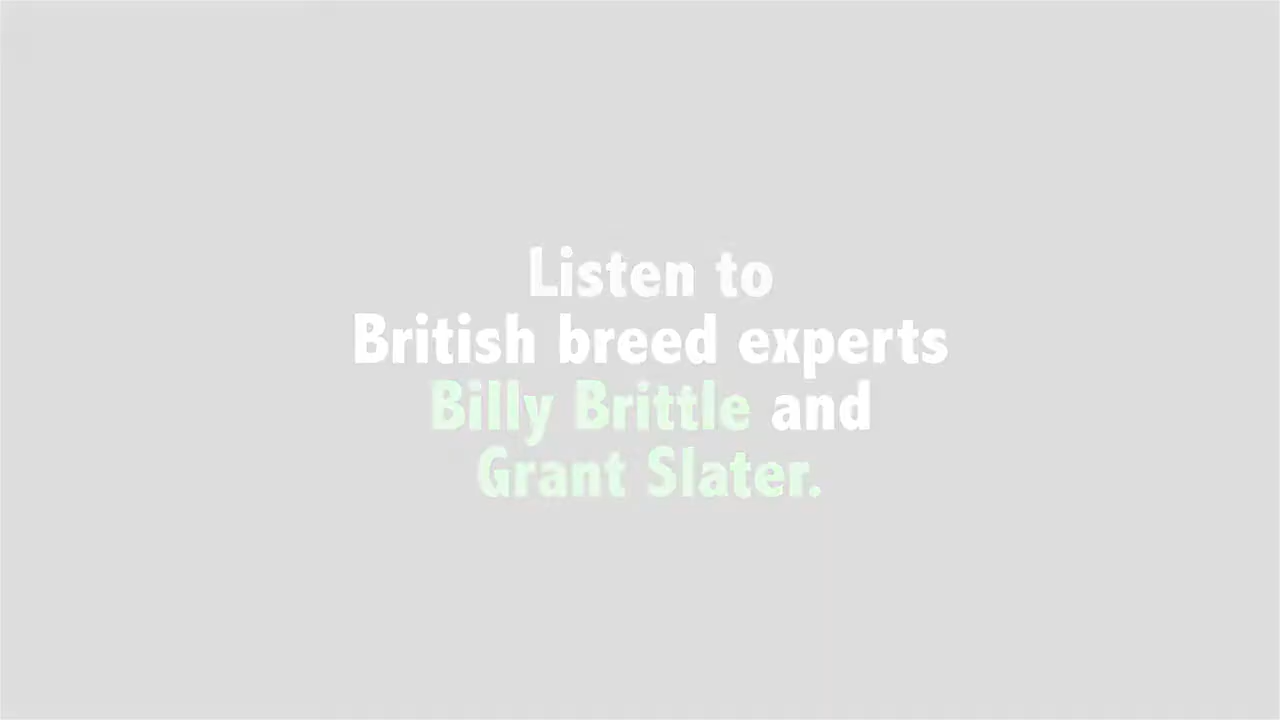 Listen to
British breed experts
Billy Brittle and
Grant Slater.